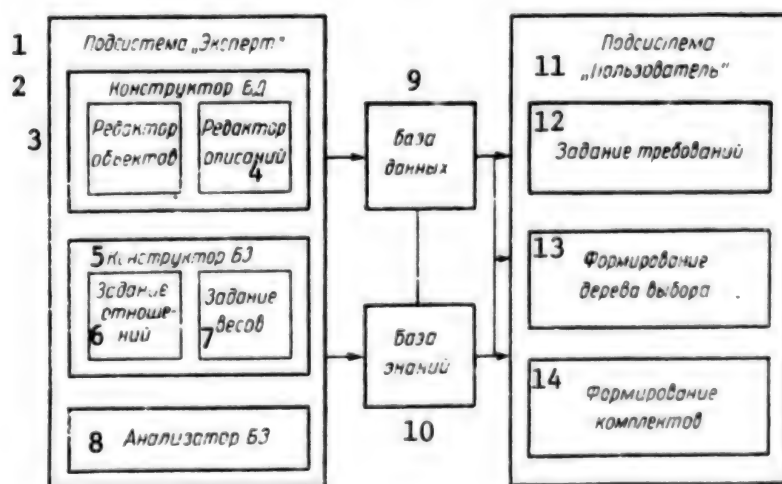 1 Подсистема „Эксперт"
2 Конструктор БД
3 Редактор объектов
Редактор описаний 4
5 Конструктор БЗ
Задание отноше-
6 ний
Задание
7 весов
8 Анализатор БЗ
9
База
данных
База
знаний
10
Подсистема
11 „Пользователь"
12
Задание требований
13
Формирование
дерева выбора
14
Формирование
комплектов